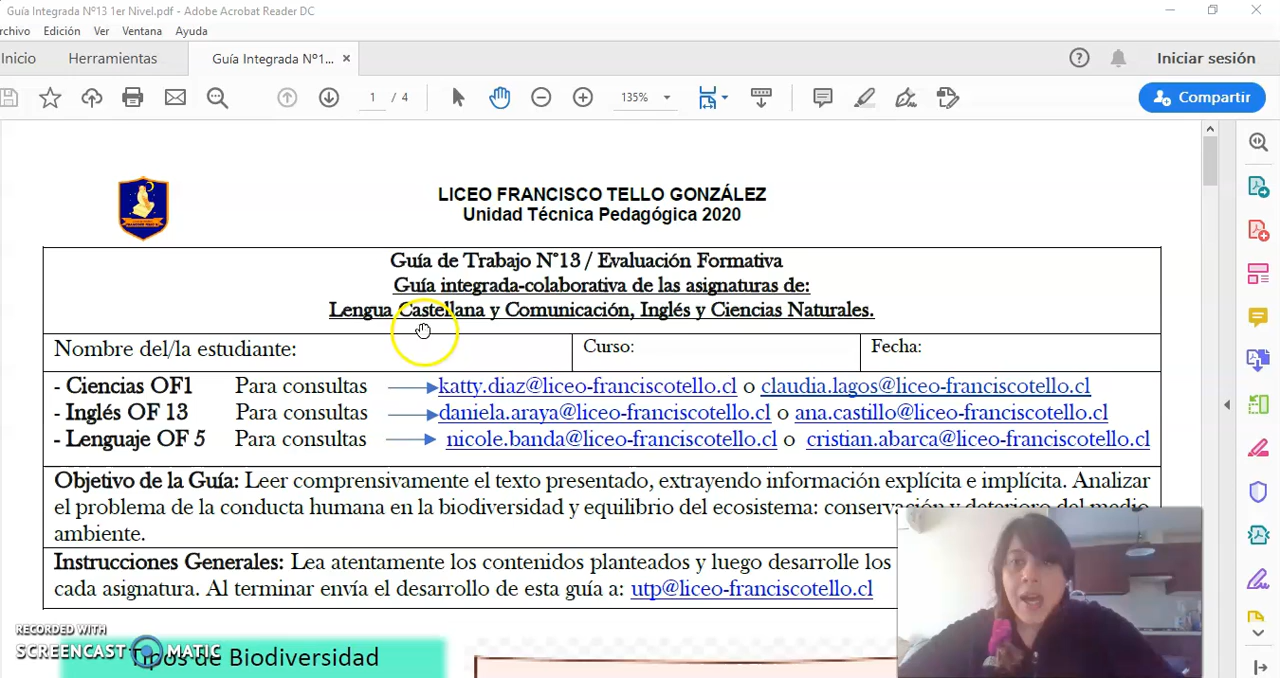 Guía Integrada Nº13 1er Nivel.pdf - Adobe Acrobat Reader DC
rchivo Edición Ver Ventana Ayuda
Inicio Herramientas Guía Integrada Nº1... × Iniciar sesión
1 / 4 135% Compartir
LICEO FRANCISCO TELLO GONZÁLEZ
Unidad Técnica Pedagógica 2020
Guía de Trabajo N°13 / Evaluación Formativa
Guía integrada-colaborativa de las asignaturas de:
Lengua Castellana y Comunicación, Inglés y Ciencias Naturales.
Nombre del/la estudiante: Curso: Fecha:
- Ciencias OF1 Para consultas katty.diaz@liceo-franciscotello.cl o claudia.lagos@liceo-franciscotello.cl
- Inglés OF 13 Para consultas daniela.araya@liceo-franciscotello.cl o ana.castillo@liceo-franciscotello.cl
- Lenguaje OF 5 Para consultas nicole.banda@liceo-franciscotello.cl o cristian.abarca@liceo-franciscotello.cl
Objetivo de la Guía: Leer comprensivamente el texto presentado, extrayendo información explícita e implícita. Analizar
el problema de la conducta humana en la biodiversidad y equilibrio del ecosistema: conservación y deterioro del medio
ambiente.
Instrucciones Generales: Lea atentamente los contenidos planteados y luego desarrolle los
cada asignatura. Al terminar envía el desarrollo de esta guía a: utp@liceo-franciscotello.cl
RECORDED WITH
SCREENCAST MATIC
Tipos de Biodiversidad